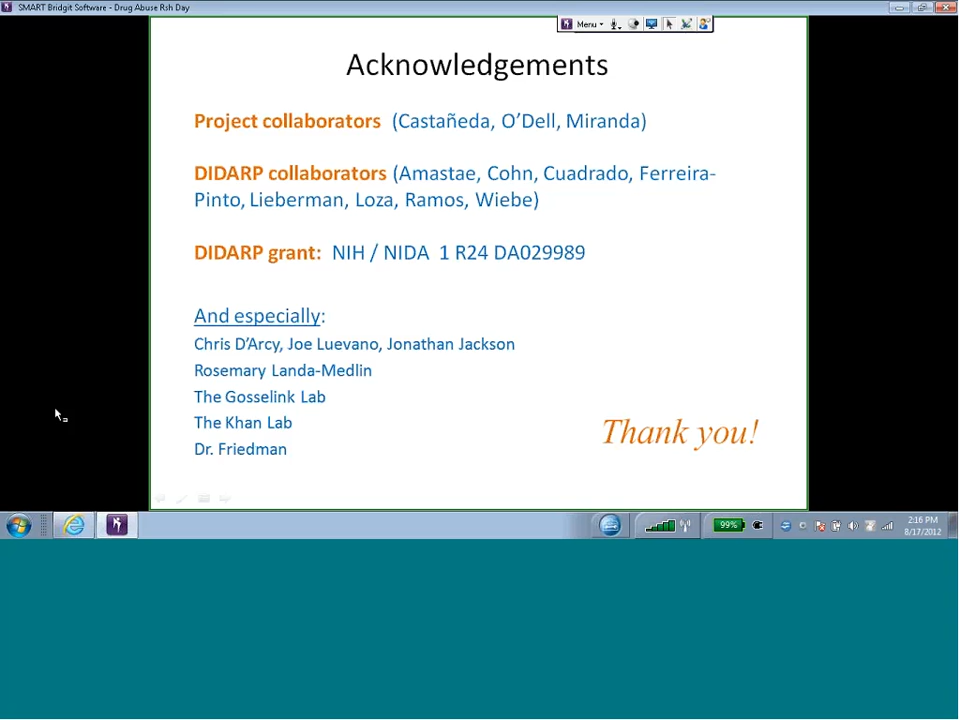 SMART Bridgit Software - Drug Abuse Rsh Day
Menu
Acknowledgements
Project collaborators (Castañeda, O’Dell, Miranda)
DIDARP collaborators (Amastae, Cohn, Cuadrado, Ferreira-
Pinto, Lieberman, Loza, Ramos, Wiebe)
DIDARP grant: NIH / NIDA 1 R24 DA029989
And especially:
Chris D’Arcy, Joe Luevano, Jonathan Jackson
Rosemary Landa-Medlin
The Gosselink Lab
The Khan Lab
Dr. Friedman
Thank you!
99%
2:16 PM
8/17/2012